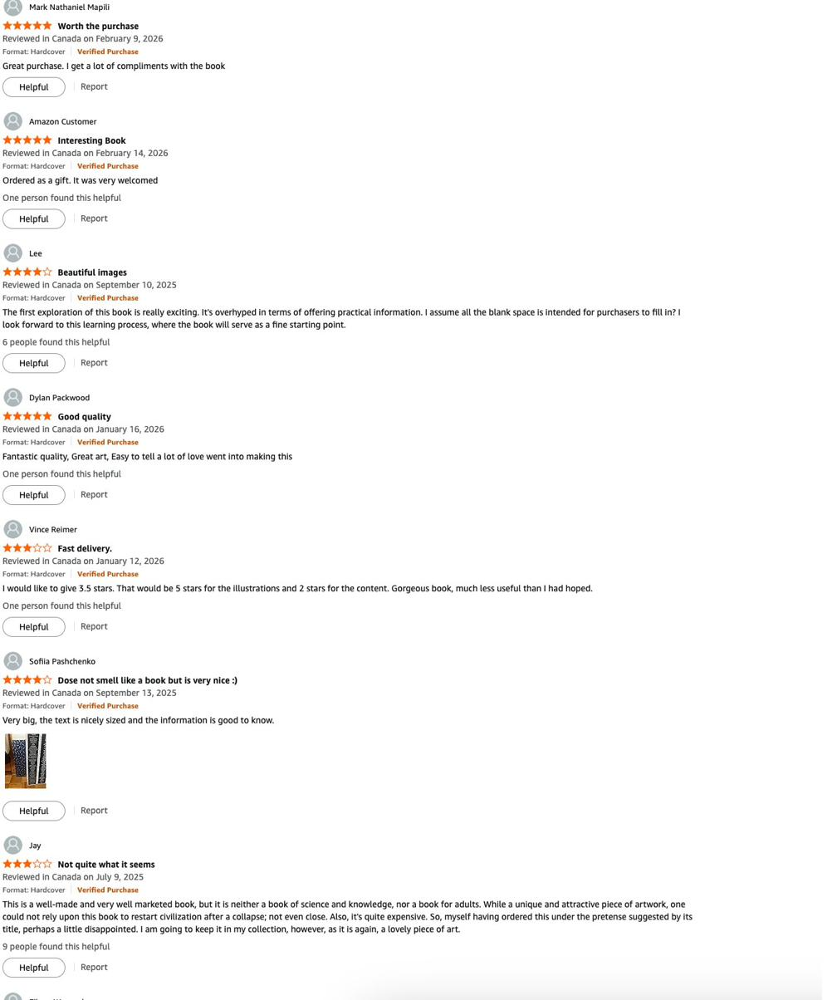 Mark Nathaniel Mapili
Worth the purchase
Reviewed in Canada on February 9, 2026
Format: Hardcover Verified Purchase
Great purchase. I get a lot of compliments with the book
Helpful Report
Amazon Customer
Interesting Book
Reviewed in Canada on February 14, 2026
Format: Hardcover Verified Purchase
Ordered as a gift. It was very welcomed
One person found this helpful
Helpful Report
Lee
Beautiful images
Reviewed in Canada on September 10, 2025
Format: Hardcover Verified Purchase
The first exploration of this book is really exciting. It's overhyped in terms of offering practical information. I assume all the blank space is intended for purchasers to fill in? I
look forward to this learning process, where the book will serve as a fine starting point.
6 people found this helpful
Helpful Report
Dylan Packwood
Good quality
Reviewed in Canada on January 16, 2026
Format: Hardcover Verified Purchase
Fantastic quality, Great art, Easy to tell a lot of love went into making this
One person found this helpful
Helpful Report
Vince Reimer
Fast delivery.
Reviewed in Canada on January 12, 2026
Format: Hardcover Verified Purchase
I would like to give 3.5 stars. That would be 5 stars for the illustrations and 2 stars for the content. Gorgeous book, much less useful than I had hoped.
One person found this helpful
Helpful Report
Sofiia Pashchenko
Dose not smell like a book but is very nice :)
Reviewed in Canada on September 13, 2025
Format: Hardcover Verified Purchase
Very big, the text is nicely sized and the information is good to know.
Helpful Report
Jay
Not quite what it seems
Reviewed in Canada on July 9, 2025
Format: Hardcover Verified Purchase
This is a well-made and very well marketed book, but it is neither a book of science and knowledge, nor a book for adults. While a unique and attractive piece of artwork, one
could not rely upon this book to restart civilization after a collapse; not even close. Also, it's quite expensive. So, myself having ordered this under the pretense suggested by its
title, perhaps a little disappointed. I am going to keep it in my collection, however, as it is again, a lovely piece of art.
9 people found this helpful
Helpful Report